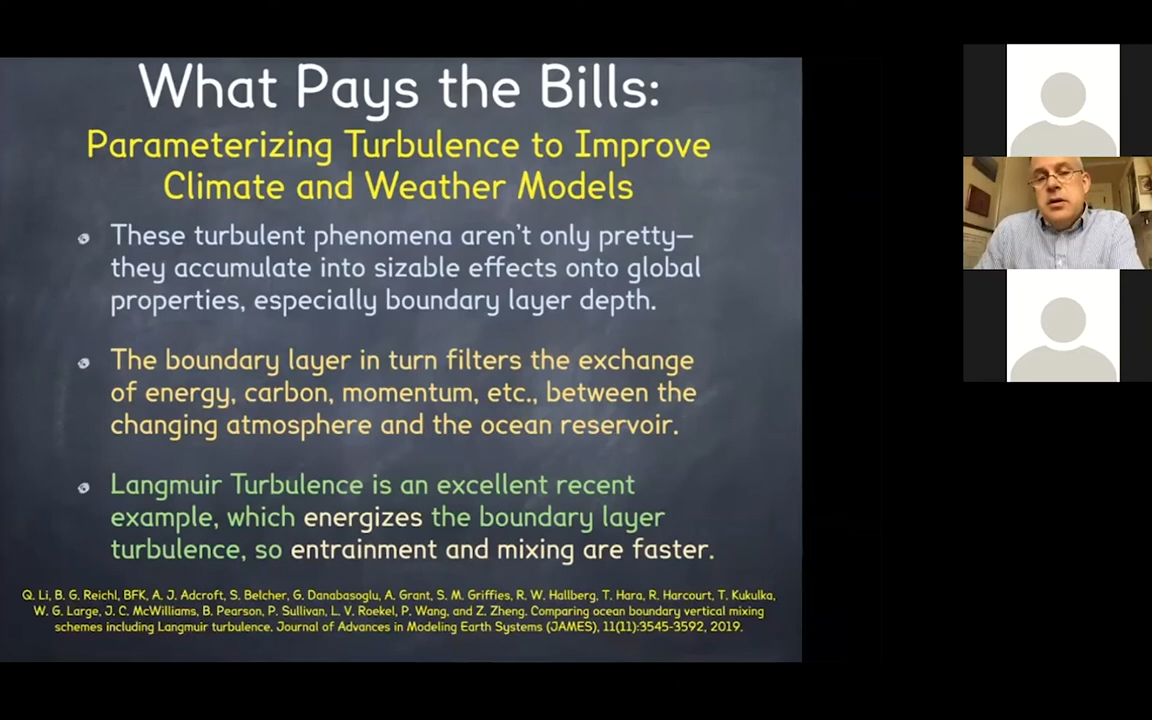 What Pays the Bills:
Parameterizing Turbulence to Improve
Climate and Weather Models
These turbulent phenomena aren't only pretty—
they accumulate into sizable effects onto global
properties, especially boundary layer depth.
The boundary layer in turn filters the exchange
of energy, carbon, momentum, etc., between the
changing atmosphere and the ocean reservoir.
Langmuir Turbulence is an excellent recent
example, which energizes the boundary layer
turbulence, so entrainment and mixing are faster.
Q. Li, B. G. Reichl, BFK, A. J. Adcroft, S. Belcher, G. Danabasoglu, A. Grant, S. M. Griffies, R. W. Hallberg, T. Hara, R. Harcourt, T. Kukulka,
W. G. Large, J. C. McWilliams, B. Pearson, P. Sullivan, L. V. Roekel, P. Wang, and Z. Zheng. Comparing ocean boundary vertical mixing
schemes including Langmuir turbulence. Journal of Advances in Modeling Earth Systems (JAMES), 11(11):3545-3592, 2019.